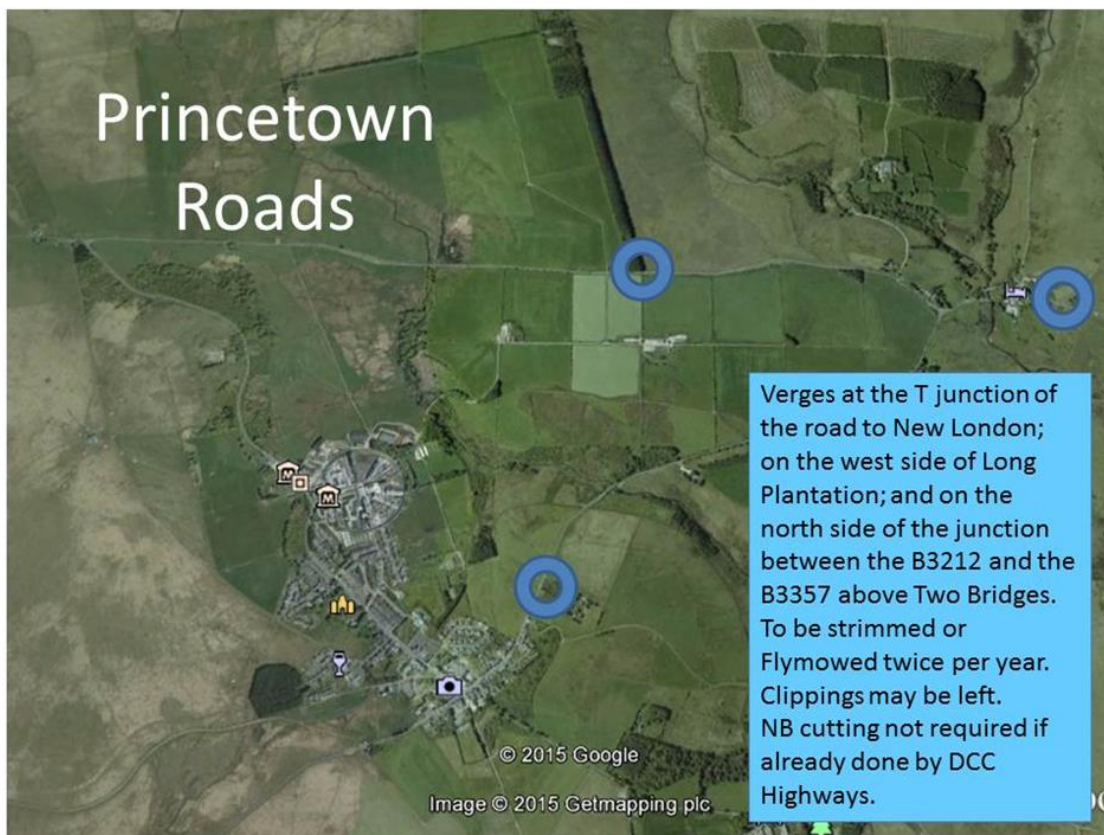 Princetown
Roads
Verges at the T junction of
the road to New London;
on the west side of Long
Plantation; and on the
north side of the junction
between the B3212 and the
B3357 above Two Bridges.
To be strimmed or
Flymowed twice per year.
Clippings may be left.
NB cutting not required if
already done by DCC
Highways.
© 2015 Google
Image © 2015 Getmapping plc